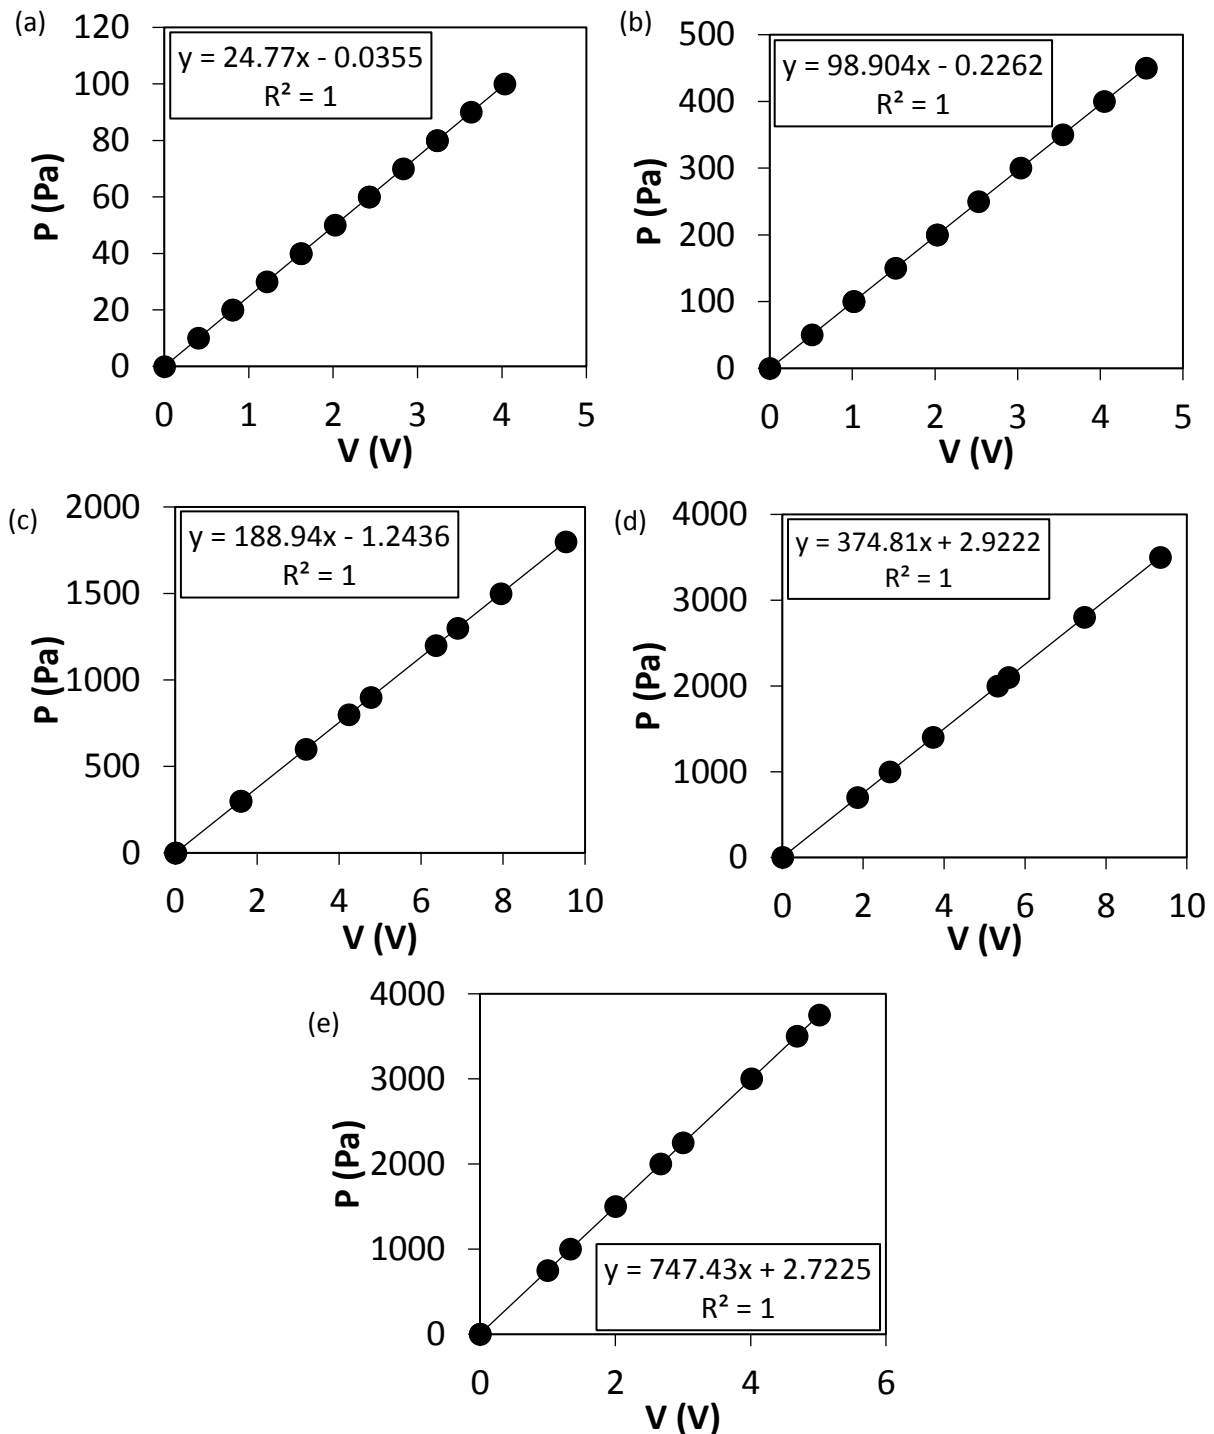 (a)
120
100
80
60
40
20
0
P (Pa)
y = 24.77x - 0.0355
R² = 1
0 1 2 3 4 5
V (V)
(b)
500
400
300
200
100
0
P (Pa)
y = 98.904x - 0.2262
R² = 1
0 1 2 3 4 5
V (V)
(c)
2000
1500
1000
500
0
P (Pa)
y = 188.94x - 1.2436
R² = 1
0 2 4 6 8 10
V (V)
(d)
4000
3000
2000
1000
0
P (Pa)
y = 374.81x + 2.9222
R² = 1
0 2 4 6 8 10
V (V)
(e)
4000
3000
2000
1000
0
P (Pa)
y = 747.43x + 2.7225
R² = 1
0 2 4 6
V (V)